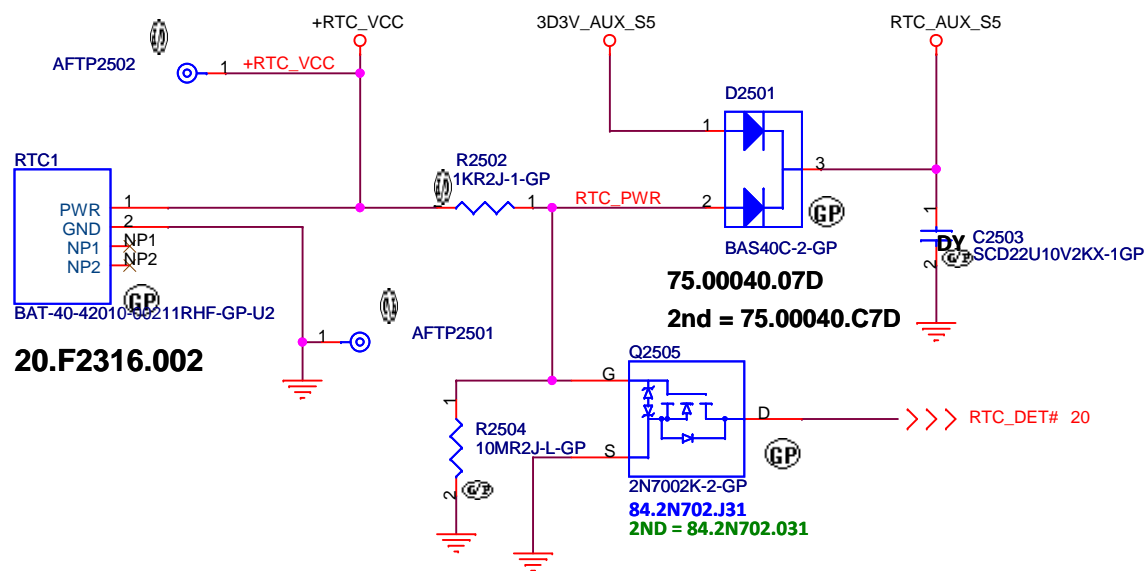 +RTC_VCC
3D3V_AUX_S5
RTC_AUX_S5
AFTP2502
1
+RTC_VCC
D2501
1
3
RTC1
R2502
1KR2J-1-GP
PWR
1
1
RTC_PWR
2
GP
GND
2
NP1
NP1
NP2
NP2
BAS40C-2-GP
1
DY
C2503
G/P
SCD22U10V2KX-1GP
2
75.00040.07D
2nd = 75.00040.C7D
GP
BAT-40-42010-00211RHF-GP-U2
20.F2316.002
1
AFTP2501
Q2505
G
D
RTC_DET# 20
1
R2504
10MR2J-L-GP
S
GP
2
G/P
2N7002K-2-GP
84.2N702.J31
2ND = 84.2N702.031